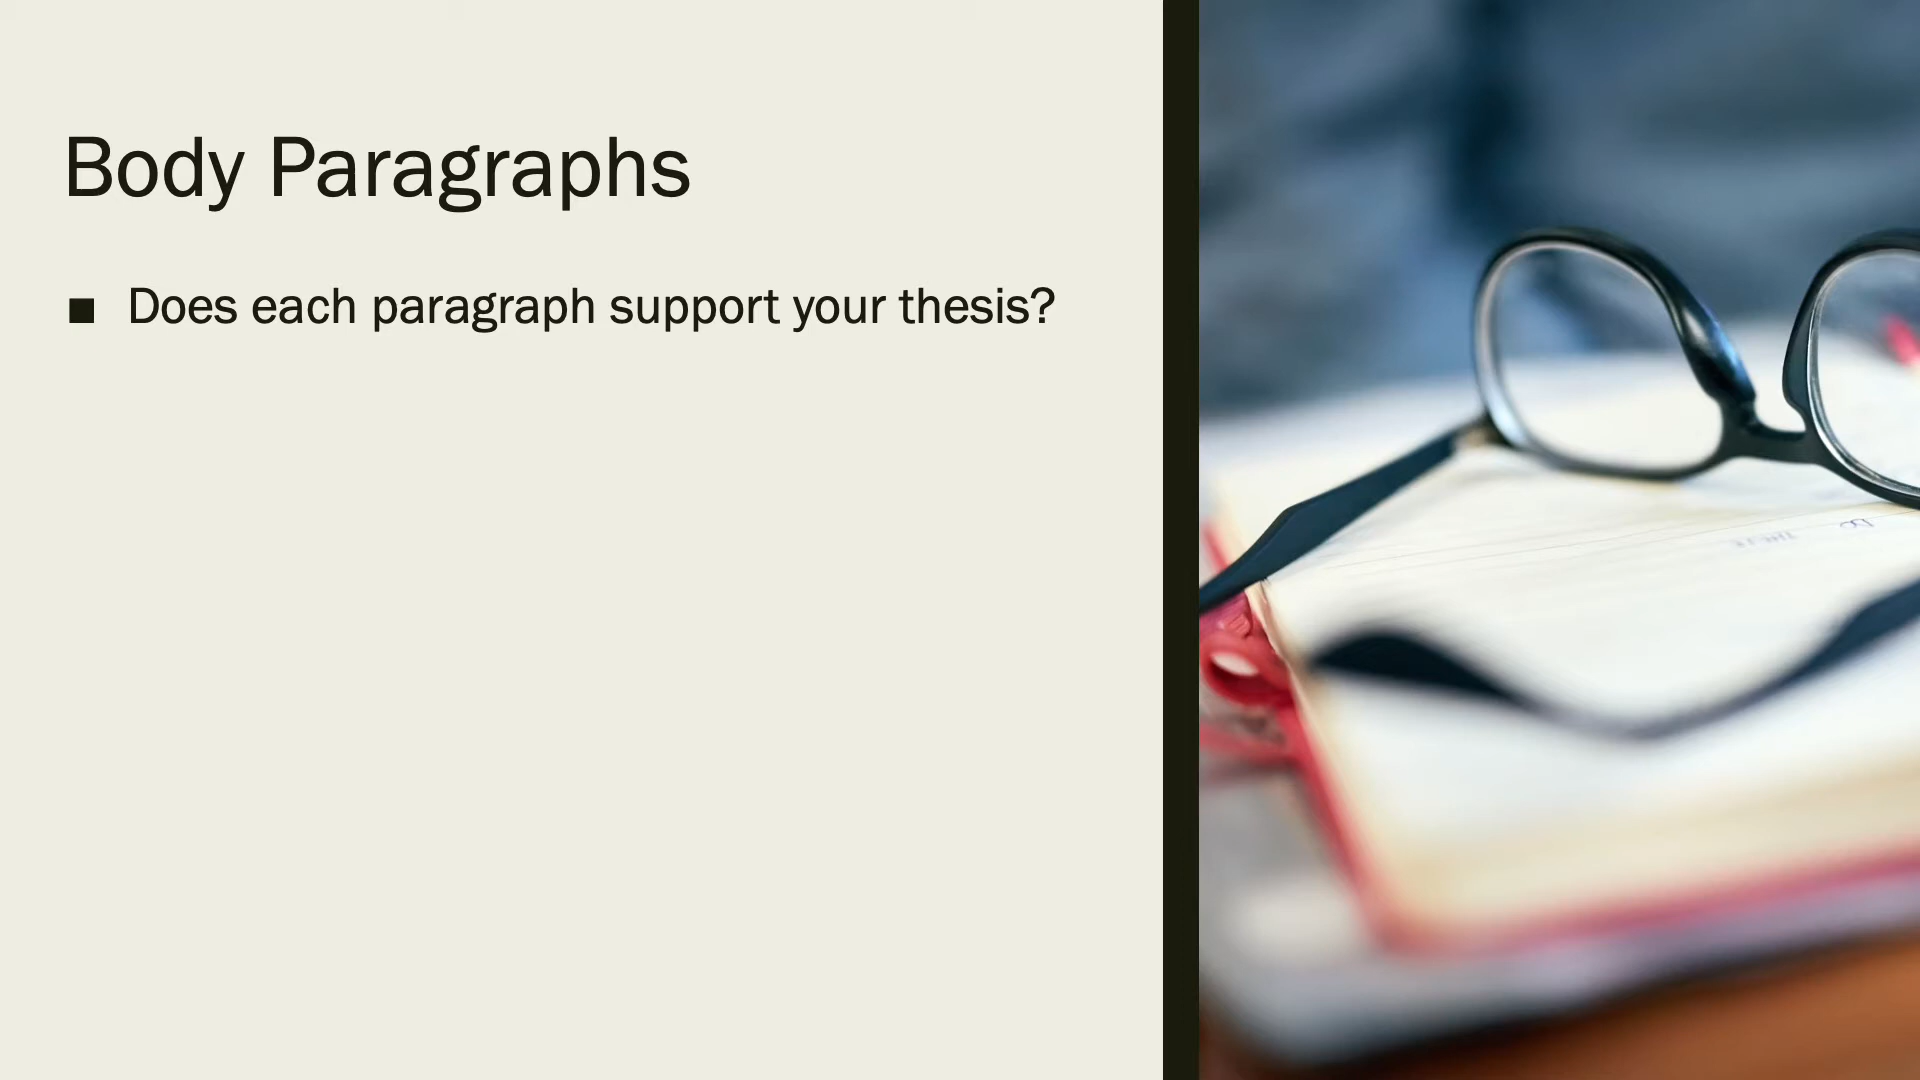 Body Paragraphs
■ Does each paragraph support your thesis?